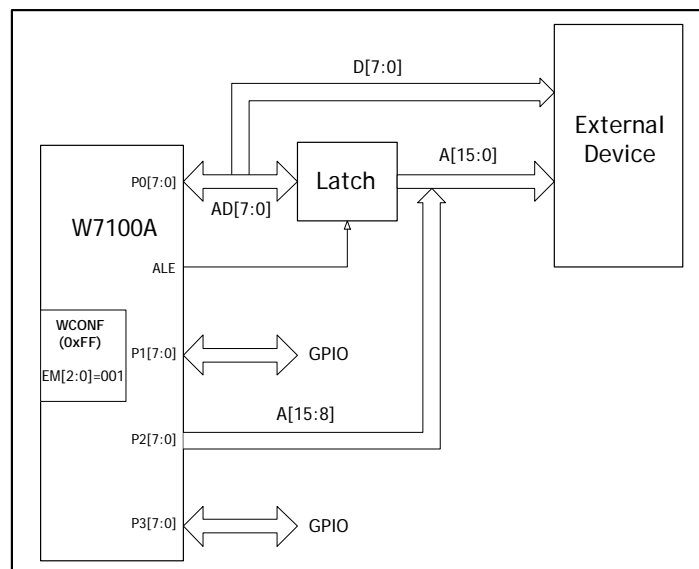 D[7:0]
External
Device
P0[7:0]
Latch
A[15:0]
AD[7:0]
W7100A
ALE
WCONF
(0xFF)
EM[2:0]=001
P1[7:0]
GPIO
A[15:8]
P2[7:0]
P3[7:0]
GPIO